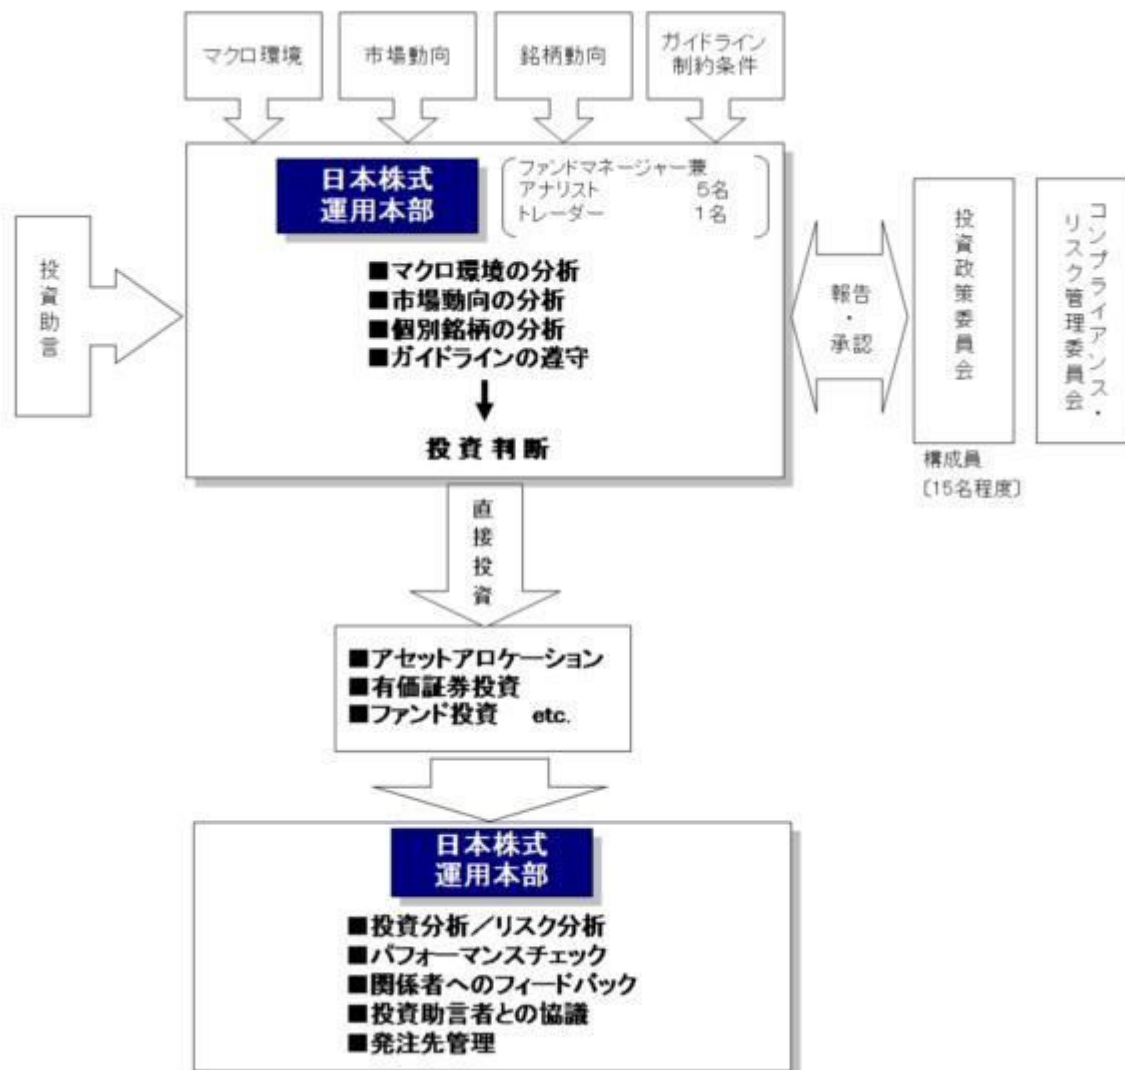 マクロ環境
市場動向
銘柄動向
ガイドライン
制約条件
日本株式
運用本部
ファンドマネージャー兼
アナリスト 5名
トレーダー 1名
■マクロ環境の分析
■市場動向の分析
■個別銘柄の分析
■ガイドラインの遵守
投資判断
投資助言
報告・承認
投資政策委員会
構成員
〔15名程度〕
コンプライアンス・
リスク管理委員会
直接投資
■アセットアロケーション
■有価証券投資
■ファンド投資 etc.
日本株式
運用本部
■投資分析／リスク分析
■パフォーマンスチェック
■関係者へのフィードバック
■投資助言者との協議
■発注先管理